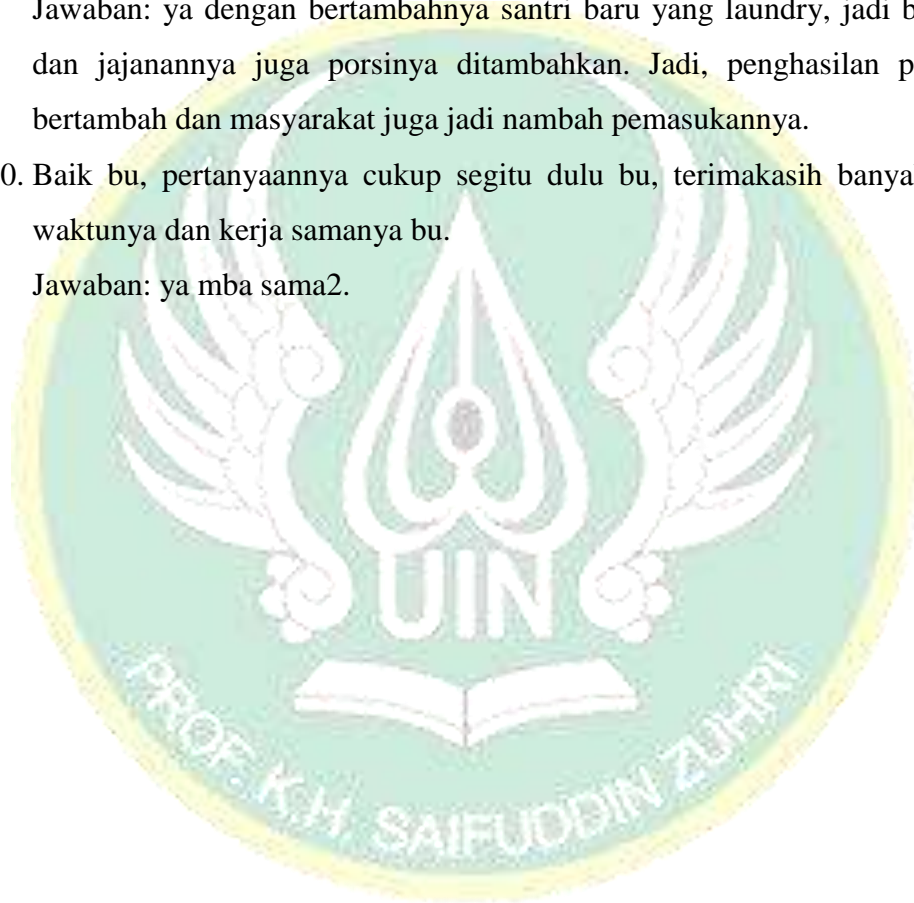 Jawaban: ya dengan bertambahnya santri baru yang laundry, jadi
dan jajanannya juga porsinya ditambahkan. Jadi, penghasilan
bertambah dan masyarakat juga jadi nambah pemasukannya.
0. Baik bu, pertanyaannya cukup segitu dulu bu, terimakasih
waktunya dan kerja samanya bu.
Jawaban: ya mba sama2.
UIN
PROF. K.H. SAIFUDDIN ZUHRI